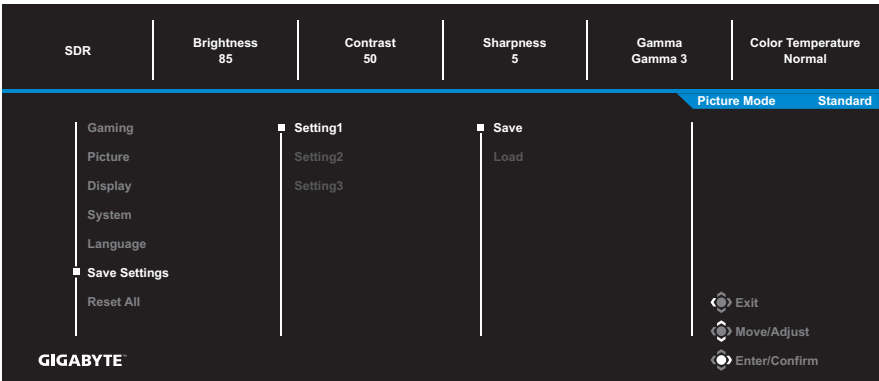 SDR
Brightness
85
Contrast
50
Sharpness
5
Gamma
Gamma 3
Color Temperature
Normal
Picture Mode Standard
Gaming
Picture
Display
System
Language
Save Settings
Reset All
Setting1
Setting2
Setting3
Save
Load
Exit
Move/Adjust
Enter/Confirm
GIGABYTE™